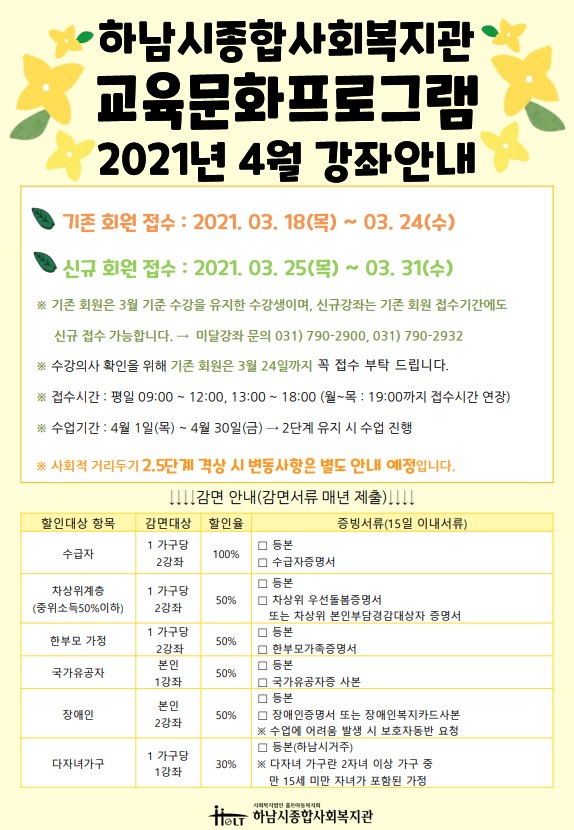 하남시종합사회복지관
교육문화프로그램
2021년 4월 강좌안내
기존 회원 접수 : 2021. 03. 18(목) ~ 03. 24(수)
신규 회원 접수 : 2021. 03. 25(목) ~ 03. 31(수)
※ 기존 회원은 3월 기준 수강을 유지한 수강생이며, 신규강좌는 기존 회원 접수기간에도
신규 접수 가능합니다. → 미달강좌 문의 031) 790-2900, 031) 790-2932
※ 수강의사 확인을 위해 기존 회원은 3월 24일까지 꼭 접수 부탁 드립니다.
※ 접수시간 : 평일 09:00 ~ 12:00, 13:00 ~ 18:00 (월~목 : 19:00까지 접수시간 연장)
※ 수업기간 : 4월 1일(목) ~ 4월 30일(금) → 2단계 유지 시 수업 진행
※ 사회적 거리두기 2.5단계 격상 시 변동사항은 별도 안내 예정입니다.
↓↓↓↓감면 안내(감면서류 매년 제출)↓↓↓↓
할인대상 항목 감면대상 할인율 증빙서류(15일 이내서류)
수급자 1 가구당 2강좌 100% □ 등본
□ 수급자증명서
차상위계층 (중위소득50%이하) 1 가구당 2강좌 50% □ 등본
□ 차상위 우선돌봄증명서
또는 차상위 본인부담경감대상자 증명서
한부모 가정 1 가구당 2강좌 50% □ 등본
□ 한부모가족증명서
국가유공자 본인 1강좌 50% □ 등본
□ 국가유공자증 사본
장애인 본인 2강좌 50% □ 등본
□ 장애인증명서 또는 장애인복지카드사본
※ 수업에 어려움 발생 시 보호자동반 요청
다자녀가구 1 가구당 1강좌 30% □ 등본(하남시거주)
※ 다자녀 가구란 2자녀 이상 가구 중
만 15세 미만 자녀가 포함된 가정
사회복지법인 홀트아동복지회
HOLT 하남시종합사회복지관